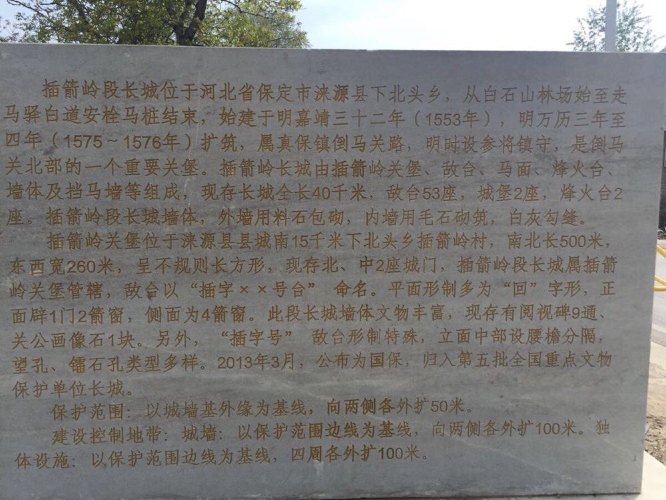 插箭岭段长城位于河北省保定市涞源县下北头乡，从白石山林场始至走
马驿白道安栓马桩结束，始建于明嘉靖三十二年（1553年），明万历三年至
四年（1575～1576年）扩筑，属真保镇倒马关路，明时设参将镇守，是倒马
关北部的一个重要关堡。插箭岭长城由插箭岭关堡、敌台、马面、烽火台、
墙体及挡马墙等组成，现存长城全长40千米，敌台53座，城堡2座，烽火台2
座。插箭岭段长城墙体，外墙用料石包砌，内墙用毛石砌筑，白灰勾缝。
插箭岭关堡位于涞源县县城南15千米下北头乡插箭岭村，南北长500米，
东西宽260米，呈不规则长方形，现存北、中2座城门，插箭岭段长城属插箭
岭关堡管辖，敌台以“插字××号台” 命名。平面形制多为“回”字形，正
面辟1门2箭窗，侧面为4箭窗。此段长城墙体文物丰富，现存有阅视碑9通、
关公画像石1块。另外， “插字号” 敌台形制特殊，立面中部设腰檐分隔，
望孔、礌石孔类型多样。2013年3月，公布为国保，归入第五批全国重点文物
保护单位长城。
保护范围：以城墙基外缘为基线，向两侧各外扩50米。
建设控制地带：城墙：以保护范围边线为基线，向两侧各外扩100米。独
体设施：以保护范围边线为基线，四周各外扩100米。